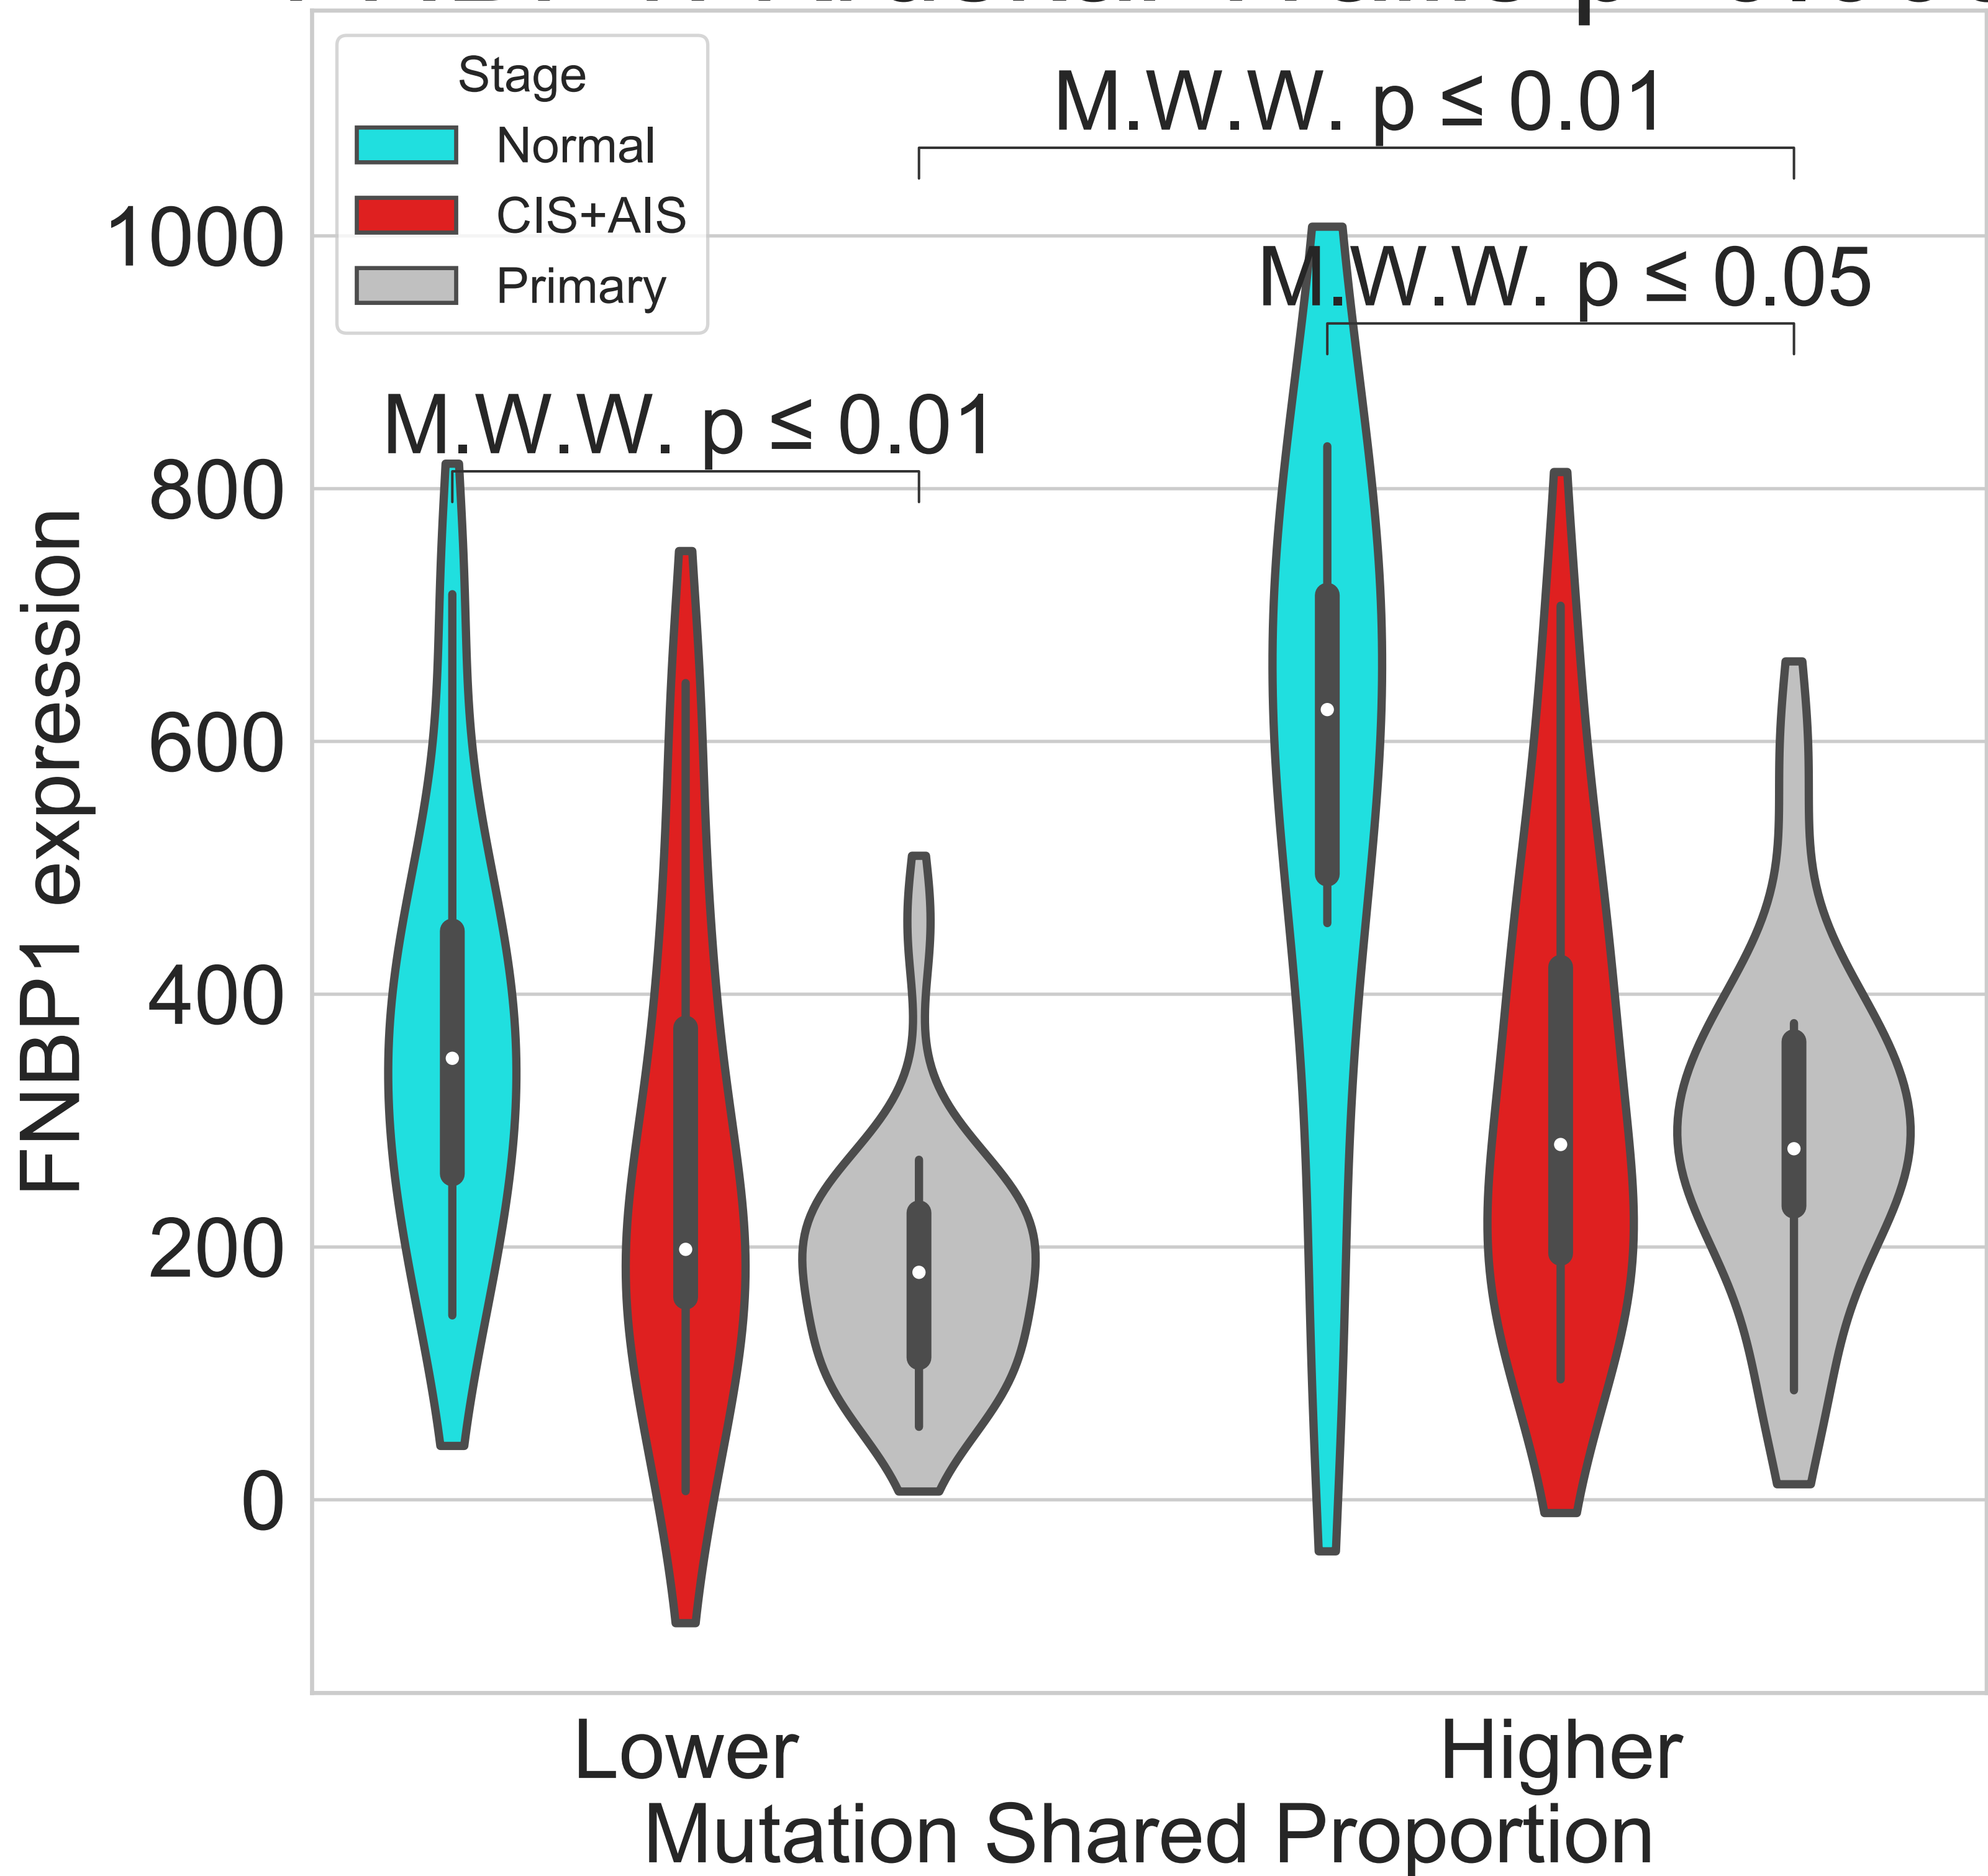 M.W.W. p ≤ 0.01
Stage
Normal
CIS+AIS
Primary
M.W.W. p ≤ 0.05
M.W.W. p ≤ 0.01
1000
800
600
400
200
0
FNBP1 expression
Lower
Higher
Mutation Shared Proportion